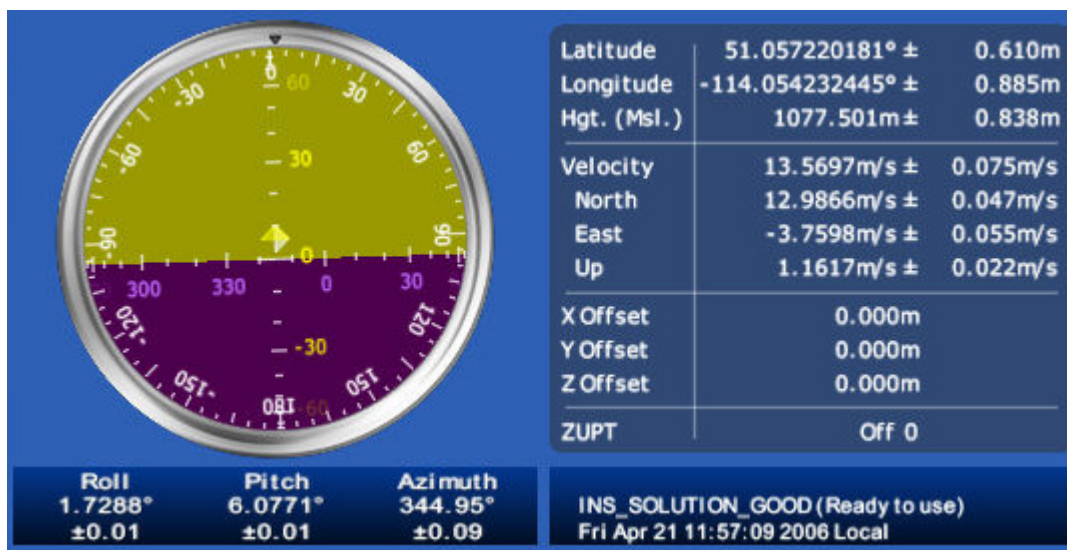 0
-30
30
60
-60
60
30
-90
90
0
300
330
0
30
-120
120
-30
-150
150
180
-60
Latitude 51.057220181° ± 0.610m
Longitude -114.054232445° ± 0.885m
Hgt. (Msl.) 1077.501m± 0.838m
Velocity 13.5697m/s ± 0.075m/s
North 12.9866m/s ± 0.047m/s
East -3.7598m/s ± 0.055m/s
Up 1.1617m/s ± 0.022m/s
X Offset 0.000m
Y Offset 0.000m
Z Offset 0.000m
ZUPT Off 0
Roll Pitch Azimuth
1.7288° 6.0771° 344.95°
±0.01 ±0.01 ±0.09
INS_SOLUTION_GOOD (Ready to use)
Fri Apr 21 11:57:09 2006 Local